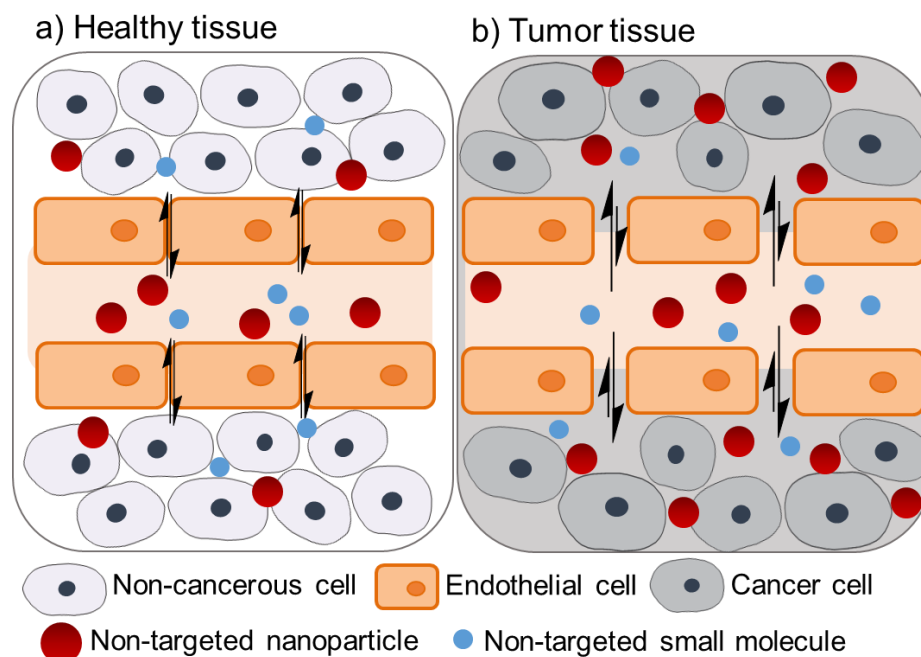 a) Healthy tissue
b) Tumor tissue
Non-cancerous cell
Endothelial cell
Cancer cell
Non-targeted nanoparticle
Non-targeted small molecule